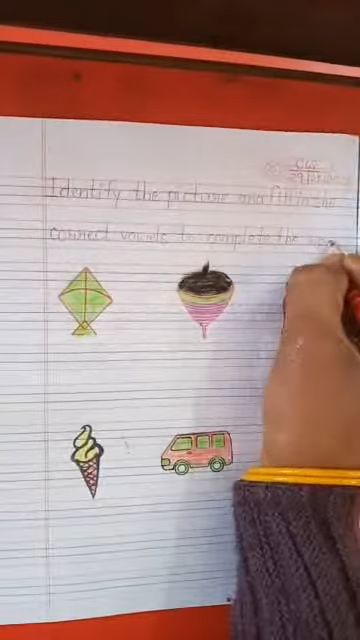 Identify the picture and fill in the
correct vowels to complete the